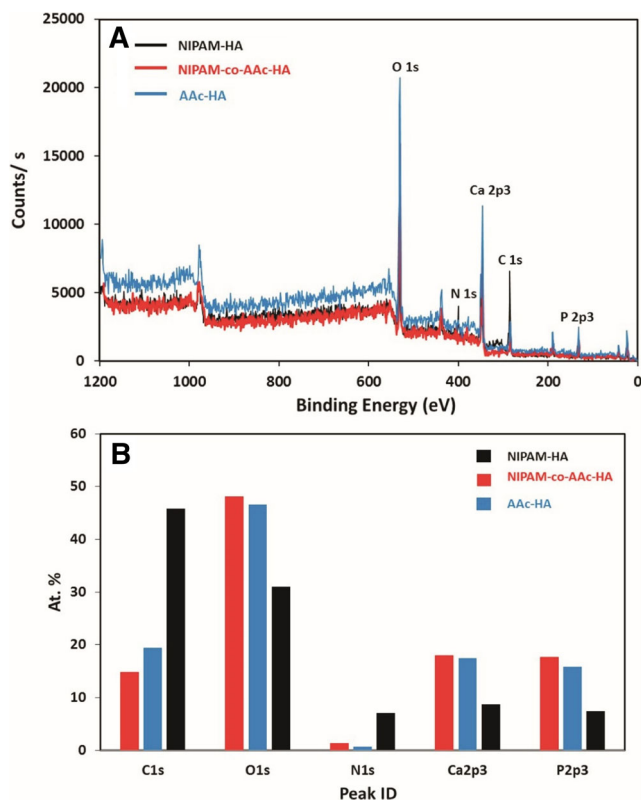 A
NIPAM-HA
NIPAM-co-AAc-HA
AAc-HA
O 1s
Ca 2p3
C 1s
N 1s
P 2p3
Counts/ s
25000
20000
15000
10000
5000
0
1200 1000 800 600 400 200 0
Binding Energy (eV)
B
NIPAM-HA
NIPAM-co-AAc-HA
AAc-HA
At. %
60
50
40
30
20
10
0
C1s O1s N1s Ca2p3 P2p3
Peak ID